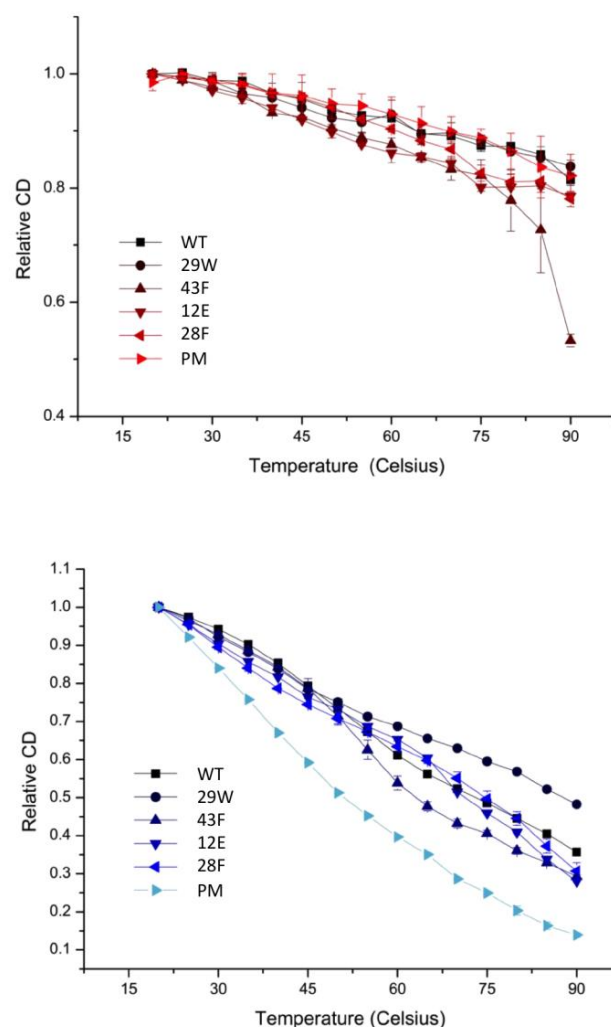 1.0
0.8
0.6
0.4
Relative CD
WT
29W
43F
12E
28F
PM
15 30 45 60 75 90
Temperature (Celsius)
1.1
1.0
0.9
0.8
0.7
0.6
0.5
0.4
0.3
0.2
0.1
Relative CD
WT
29W
43F
12E
28F
PM
15 30 45 60 75 90
Temperature (Celsius)